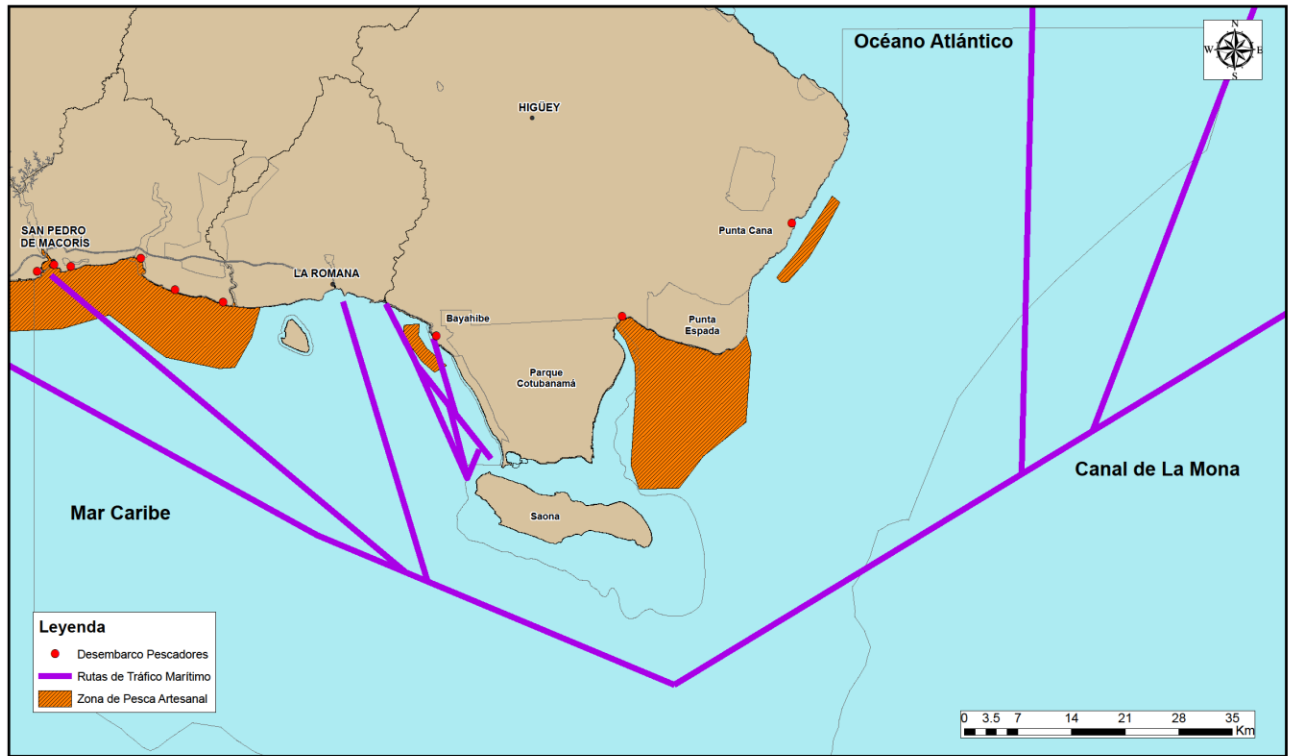 Océano Atlántico
N
W E
S
HIGÜEY
SAN PEDRO
DE MACORÍS
Punta Cana
LA ROMANA
Bayahibe
Punta
Espada
Parque
Cotubanamá
Canal de La Mona
Mar Caribe
Saona
Leyenda
Desembarco Pescadores
Rutas de Tráfico Marítimo
Zona de Pesca Artesanal
0 3.5 7 14 21 28 35
Km